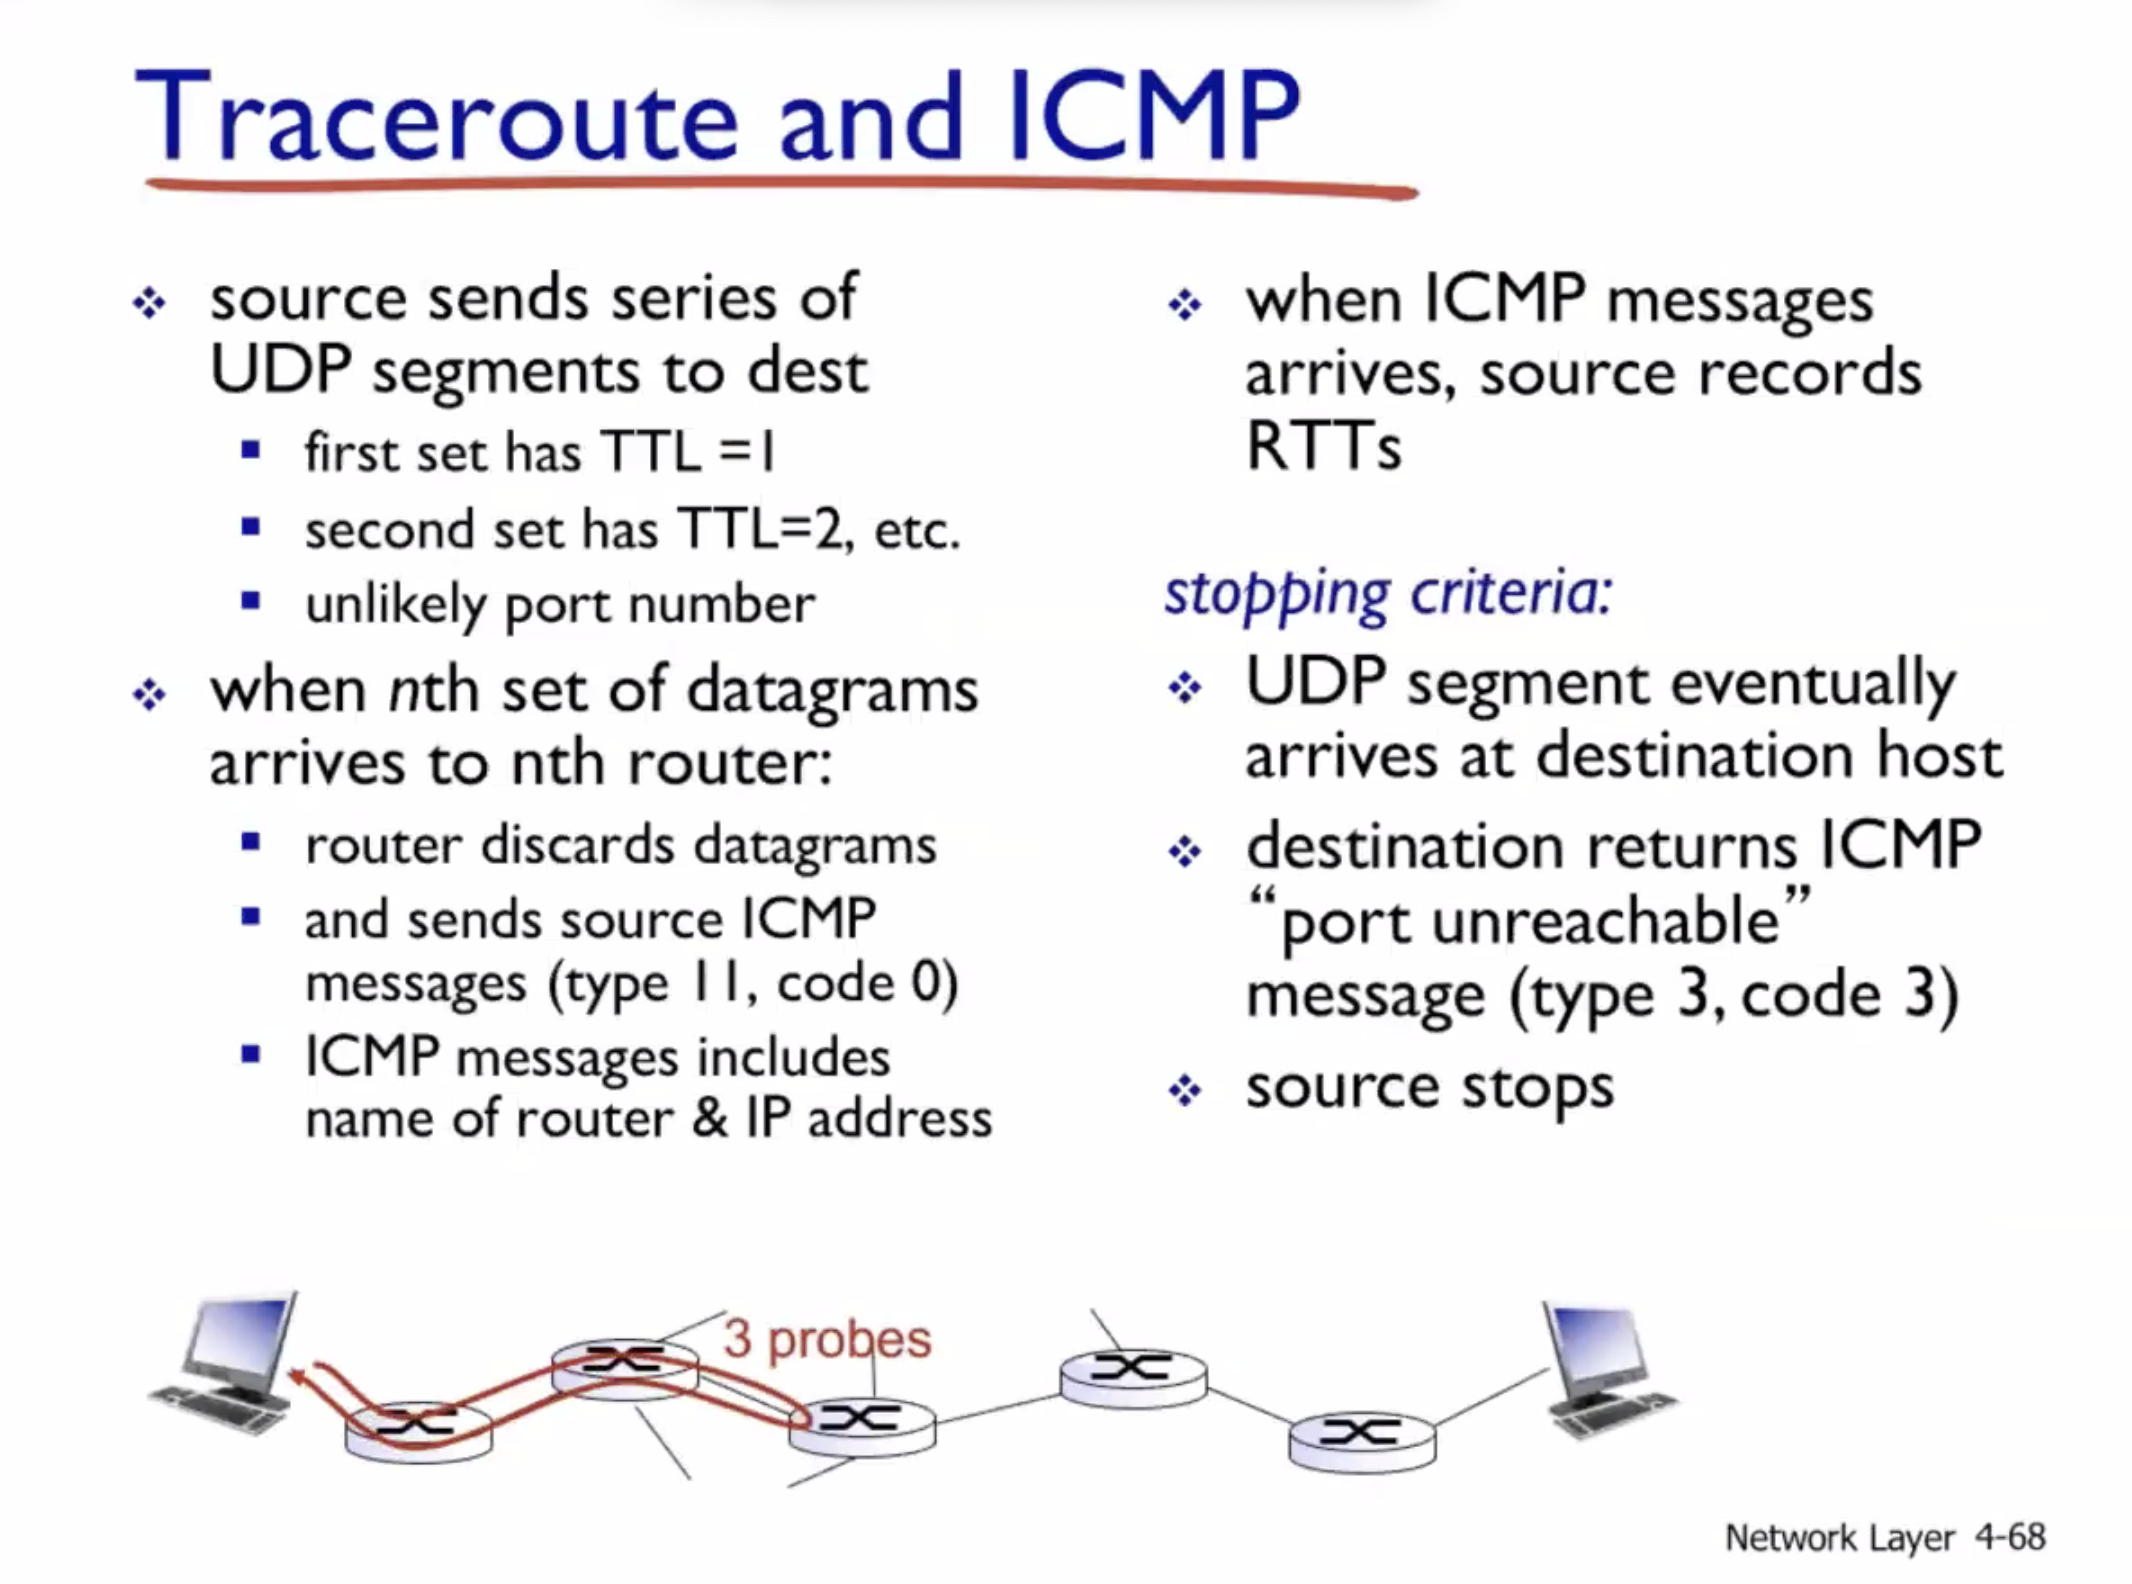 Traceroute and ICMP
source sends series of
UDP segments to dest
first set has TTL =1
second set has TTL=2, etc.
unlikely port number
when nth set of datagrams
arrives to nth router:
router discards datagrams
and sends source ICMP
messages (type 11, code 0)
ICMP messages includes
name of router & IP address
when ICMP messages
arrives, source records
RTTs
stopping criteria:
UDP segment eventually
arrives at destination host
destination returns ICMP
“port unreachable”
message (type 3, code 3)
source stops
3 probes
Network Layer 4-68